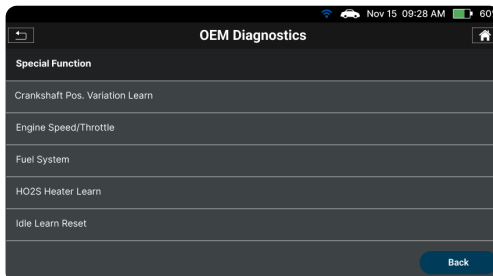 Nov 15 09:28 AM 60%
OEM Diagnostics
Special Function
Crankshaft Pos. Variation Learn
Engine Speed/Throttle
Fuel System
HO2S Heater Learn
Idle Learn Reset
Back